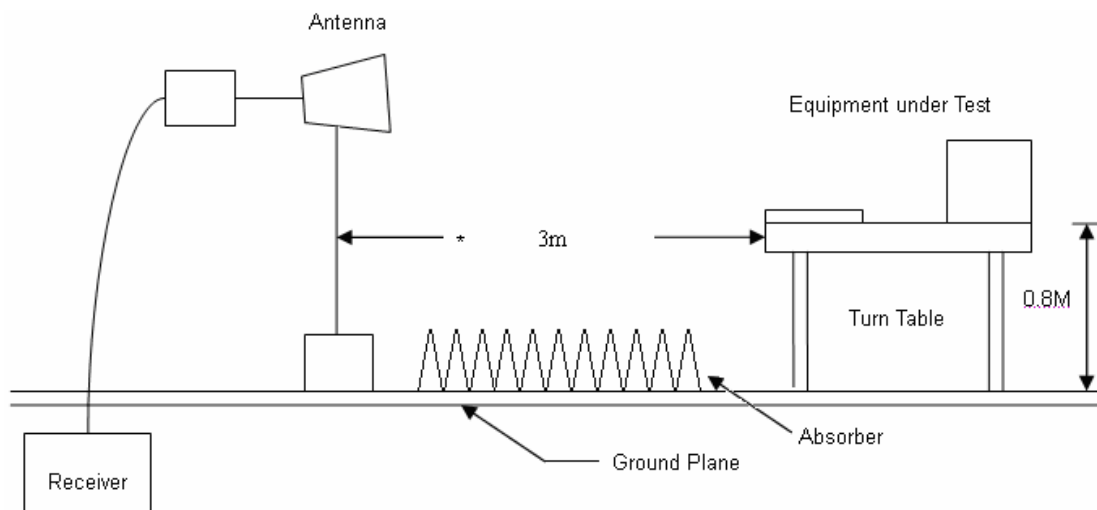 Antenna
Equipment under Test
* 3m
0.8M
Turn Table
Absorber
Ground Plane
Receiver